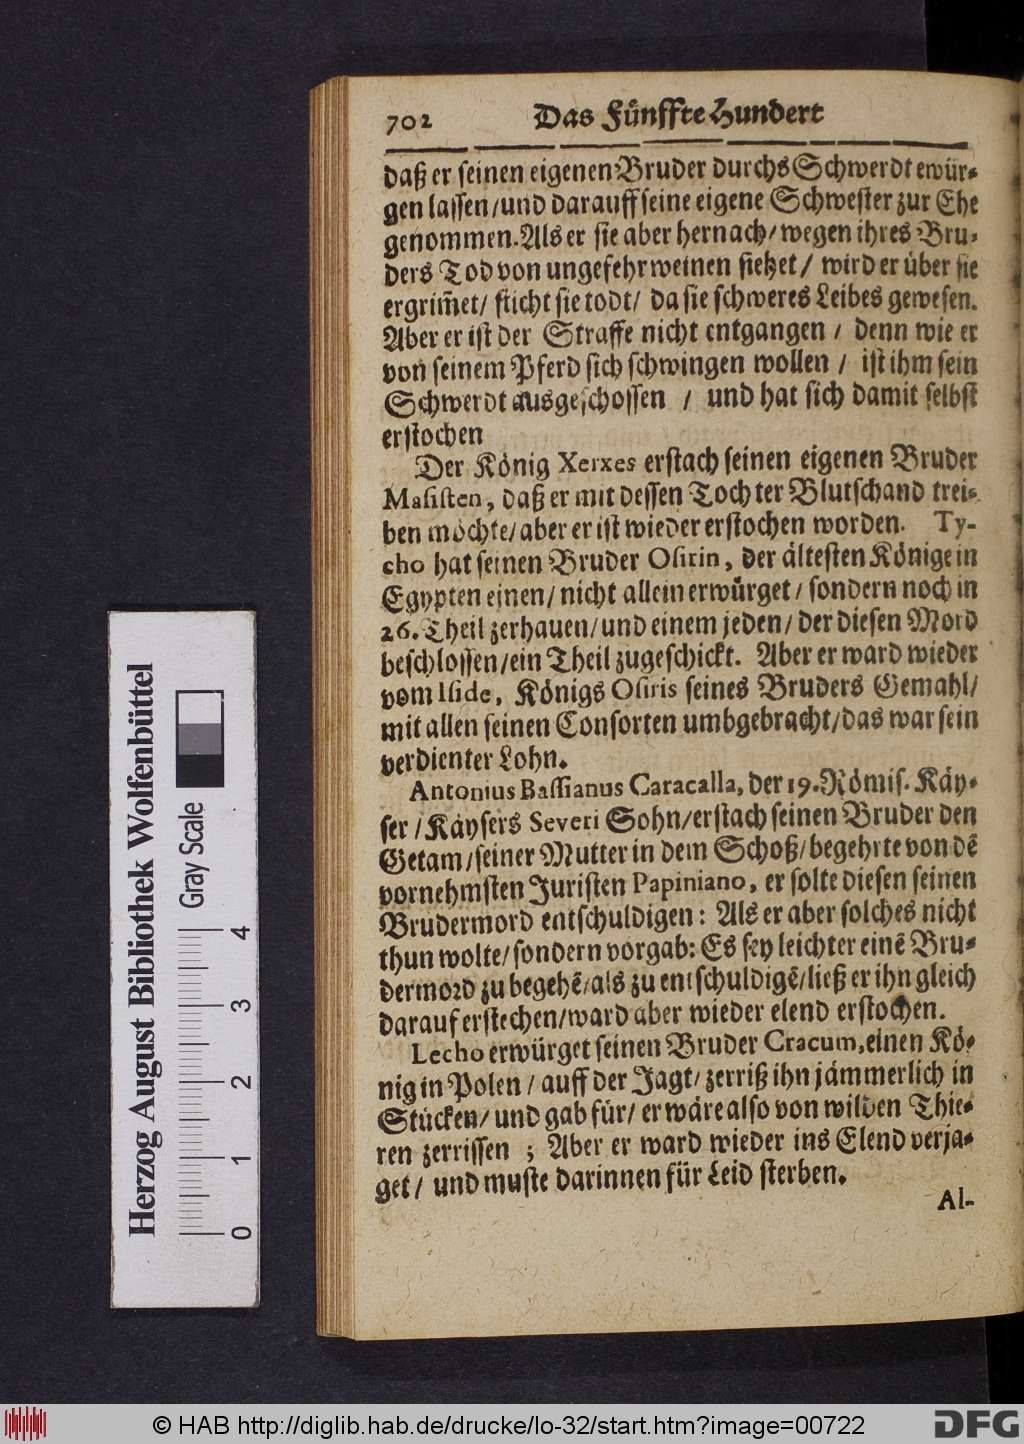 702 Das Fünffte Hundert
daß er seinen eigenen Bruder durchs Schwerdt ewür-
gen lassen/und darauff seine eigene Schwester zur Ehe
genommen. Als er sie aber hernach/wegen ihres Bru-
ders Tod von ungefehr weinen siehet/ wird er über sie
ergrim̃et/ sticht sie todt/ da sie schweres Leibes gewesen.
Aber er ist der Straffe nicht entgangen / denn wie er
von seinem Pferd sich schwingen wollen / ist ihm sein
Schwerdt ausgeschossen / und hat sich damit selbst
erstochen
Der König Xerxes erstach seinen eigenen Bruder
Masisten, daß er mit dessen Tochter Blutschand trei-
ben möchte/aber er ist wieder erstochen worden. Ty-
cho hat seinen Bruder Osirin, der ältesten Könige in
Egypten einen/ nicht allein erwürget/ sondern noch in
26. Theil zerhauen/und einem jeden/ der diesen Mord
beschlossen/ein Theil zugeschickt. Aber er ward wieder
vom Iside, Königs Osiris seines Bruders Gemahl/
mit allen seinen Consorten umbgebracht/das war sein
verdienter Lohn.
Antonius Bassianus Caracalla, der 19. Römis. Käy-
ser/Käysers Severi Sohn/erstach seinen Bruder den
Getam/seiner Mutter in dem Schoß/begehrte von dē
vornehmsten Juristen Papiniano, er solte diesen seinen
Brudermord entschuldigen: Als er aber solches nicht
thun wolte/sondern vorgab: Es sey leichter einē Bru-
dermord zu begehē/als zu entschuldigē/ließ er ihn gleich
darauf erstechen/ward aber wieder elend erstochen.
Lecho erwürget seinen Bruder Cracum, einen Kö-
nig in Polen / auff der Jagt/ zerriß ihn jämmerlich in
Stücken/ und gab für/ er wäre also von wilden Thie-
ren zerrissen ; Aber er ward wieder ins Elend verja-
get/ und muste darinnen für Leid sterben.
Al-
Herzog August Bibliothek Wolfenbüttel
Gray Scale
0 1 2 3 4
© HAB http://diglib.hab.de/drucke/lo-32/start.htm?image=00722
DFG